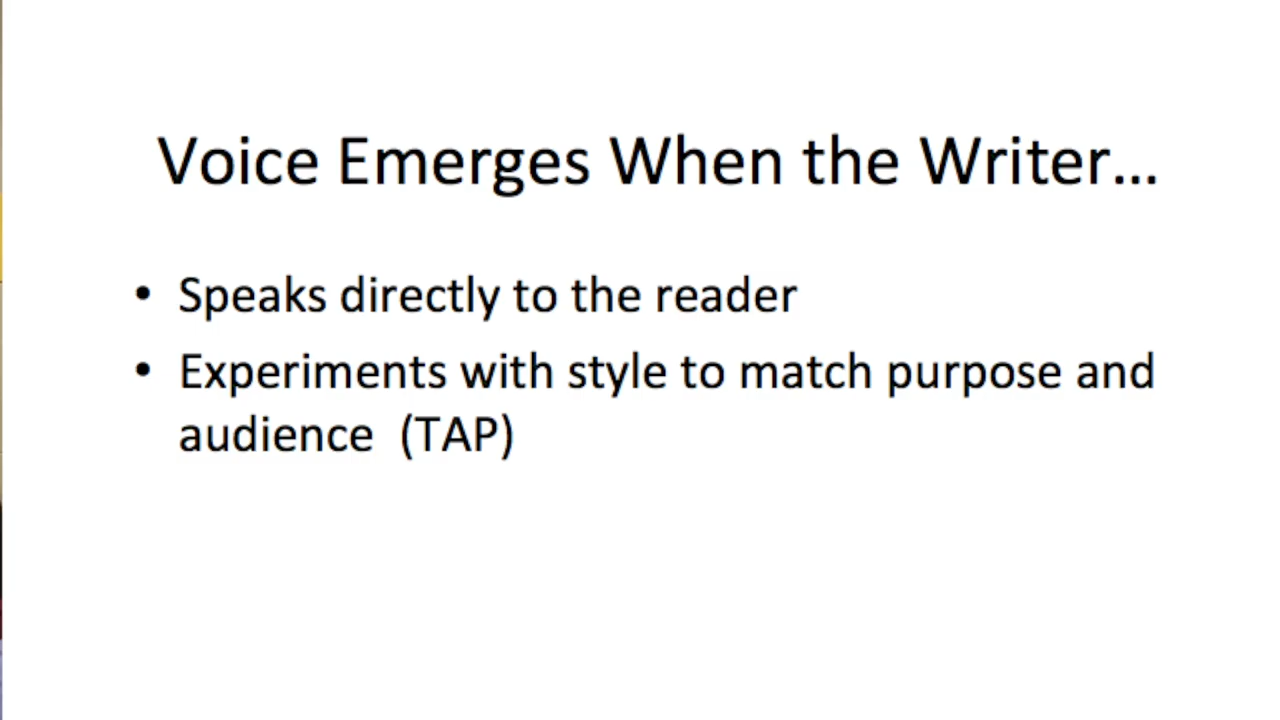 Voice Emerges When the Writer...
• Speaks directly to the reader
• Experiments with style to match purpose and
audience (TAP)